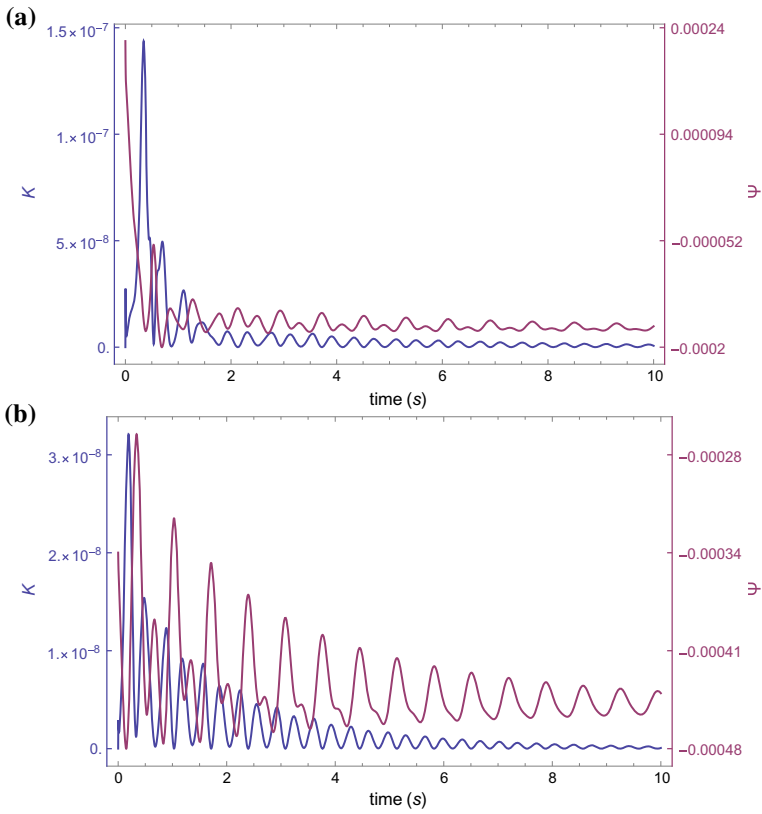 (a)
1.5×10⁻⁷
1.×10⁻⁷
5.×10⁻⁸
0.
K
0.00024
0.000094
−0.000052
−0.0002
Ψ
0 2 4 6 8 10
time (s)
(b)
3.×10⁻⁸
2.×10⁻⁸
1.×10⁻⁸
0.
K
−0.00028
−0.00034
−0.00041
−0.00048
Ψ
0 2 4 6 8 10
time (s)